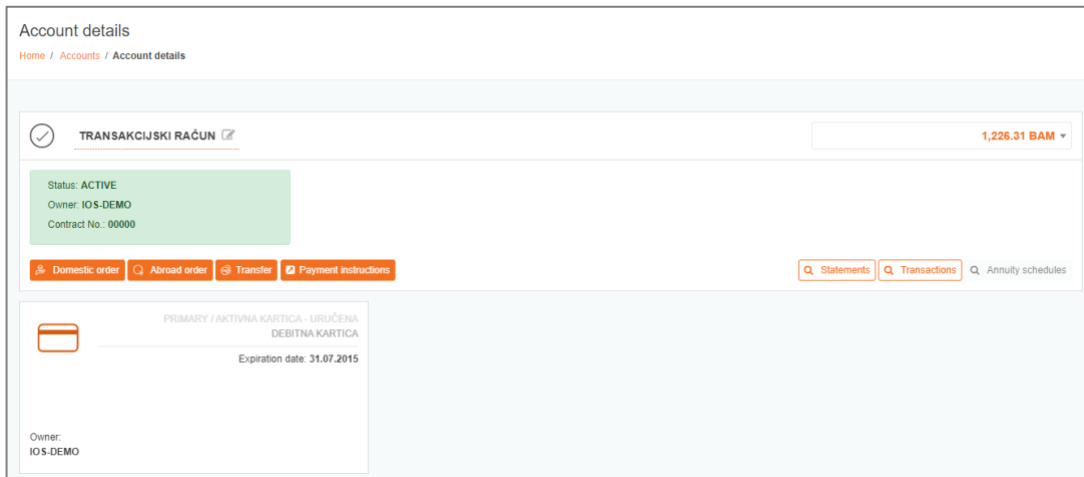 Account details
Home / Accounts / Account details
TRANSAKCIJSKI RAČUN
1,226.31 BAM
Status: ACTIVE
Owner: IOS-DEMO
Contract No.: 00000
Domestic order Abroad order Transfer Payment instructions
Statements Transactions Annuity schedules
PRIMARY / AKTIVNA KARTICA - URUČENA
DEBITNA KARTICA
Expiration date: 31.07.2015
Owner:
IOS-DEMO